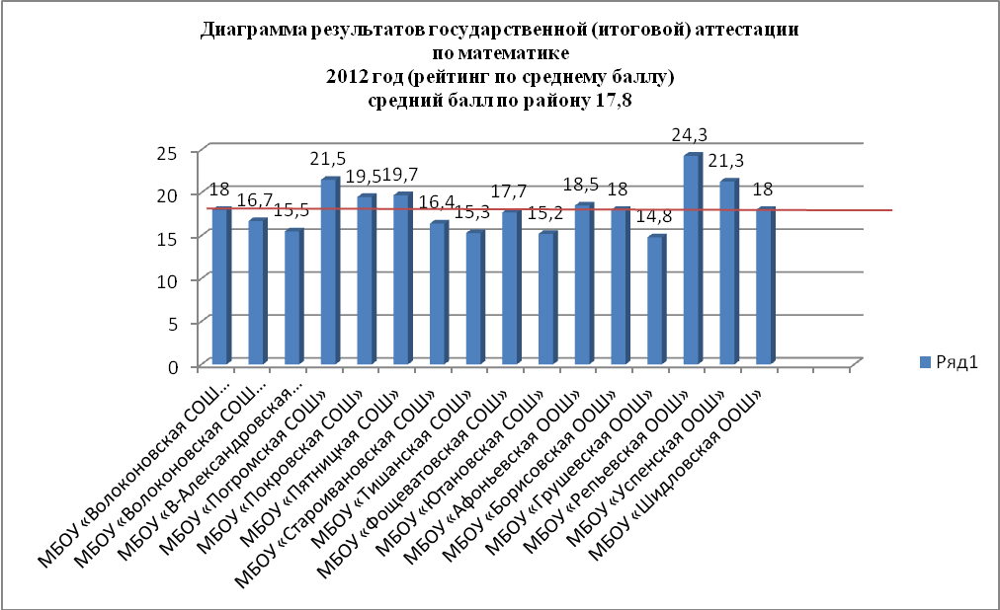 Диаграмма результатов государственной (итоговой) аттестации
по математике
2012 год (рейтинг по среднему баллу)
средний балл по району 17,8
25
20
15
10
5
0
18
16,7
15,5
21,5
19,5
19,7
16,4
15,3
17,7
15,2
18,5
18
14,8
24,3
21,3
18
МБОУ «Волоконовская СОШ...
МБОУ «Волоконовская СОШ...
МБОУ «В-Александровская...
МБОУ «Погромская СОШ»
МБОУ «Покровская СОШ»
МБОУ «Пятницкая СОШ»
МБОУ «Староивановская СОШ»
МБОУ «Тишанская СОШ»
МБОУ «Фощеватовская СОШ»
МБОУ «Ютановская СОШ»
МБОУ «Афоньевская ООШ»
МБОУ «Борисовская ООШ»
МБОУ «Грушевская ООШ»
МБОУ «Репьевская ООШ»
МБОУ «Успенская ООШ»
МБОУ «Шидловская ООШ»
Ряд1